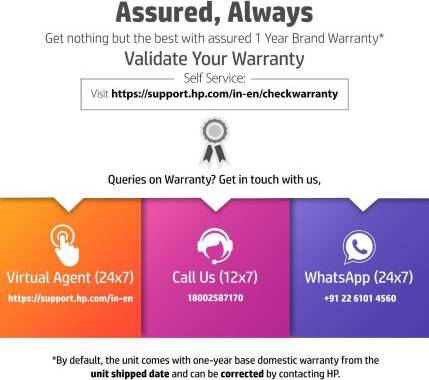 Assured, Always
Get nothing but the best with assured 1 Year Brand Warranty*
Validate Your Warranty
Self Service:
Visit https://support.hp.com/in-en/checkwarranty
Queries on Warranty? Get in touch with us,
Virtual Agent (24x7)
https://support.hp.com/in-en
Call Us (12x7)
18002587170
WhatsApp (24x7)
+91 22 6101 4560
*By default, the unit comes with one-year base domestic warranty from the
unit shipped date and can be corrected by contacting HP.